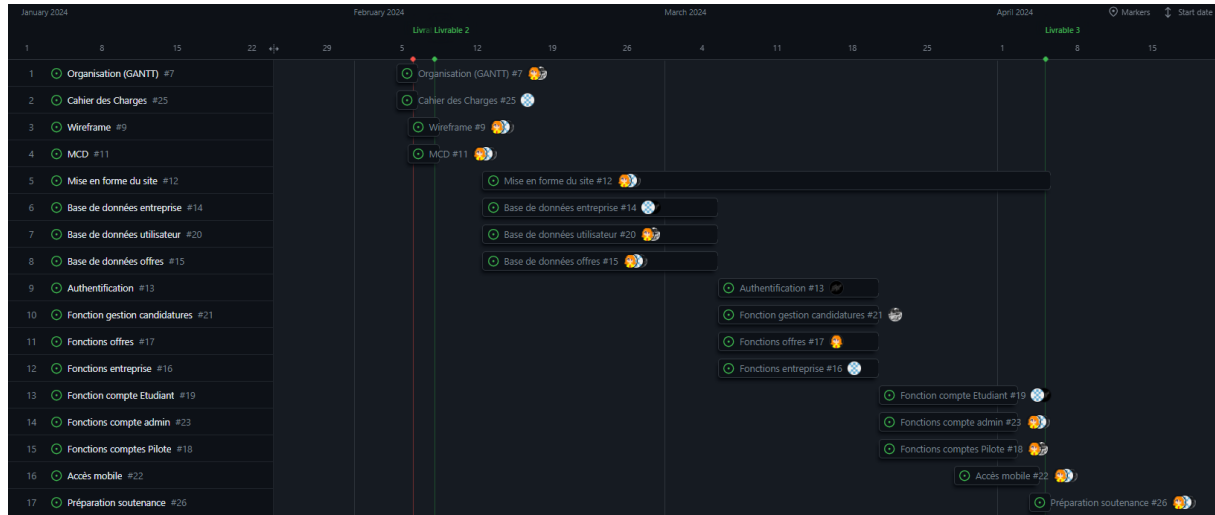 January 2024 February 2024 March 2024 April 2024 Markers Start date
Livral Livrable 2 Livrable 3
1 8 15 22 29 5 12 19 26 4 11 18 25 1 8 15
1 Organisation (GANTT) #7 Organisation (GANTT) #7
2 Cahier des Charges #25 Cahier des Charges #25
3 Wireframe #9 Wireframe #9
4 MCD #11 MCD #11
5 Mise en forme du site #12 Mise en forme du site #12
6 Base de données entreprise #14 Base de données entreprise #14
7 Base de données utilisateur #20 Base de données utilisateur #20
8 Base de données offres #15 Base de données offres #15
9 Authentification #13 Authentification #13
10 Fonction gestion candidatures #21 Fonction gestion candidatures #21
11 Fonctions offres #17 Fonctions offres #17
12 Fonctions entreprise #16 Fonctions entreprise #16
13 Fonction compte Etudiant #19 Fonction compte Etudiant #19
14 Fonctions compte admin #23 Fonctions compte admin #23
15 Fonctions comptes Pilote #18 Fonctions comptes Pilote #18
16 Accès mobile #22 Accès mobile #22
17 Préparation soutenance #26 Préparation soutenance #26